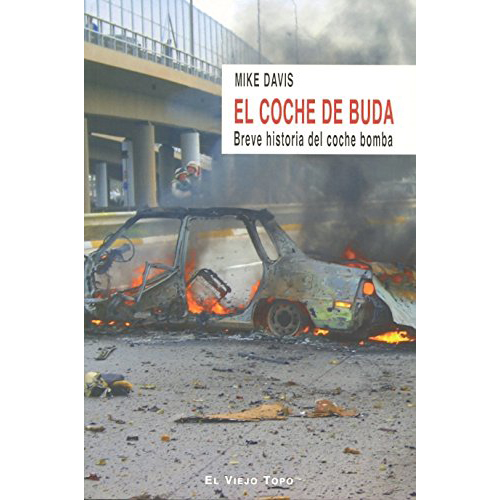 MIKE DAVIS
EL COCHE DE BUDA
Breve historia del coche bomba
EL VIEJO TOPO